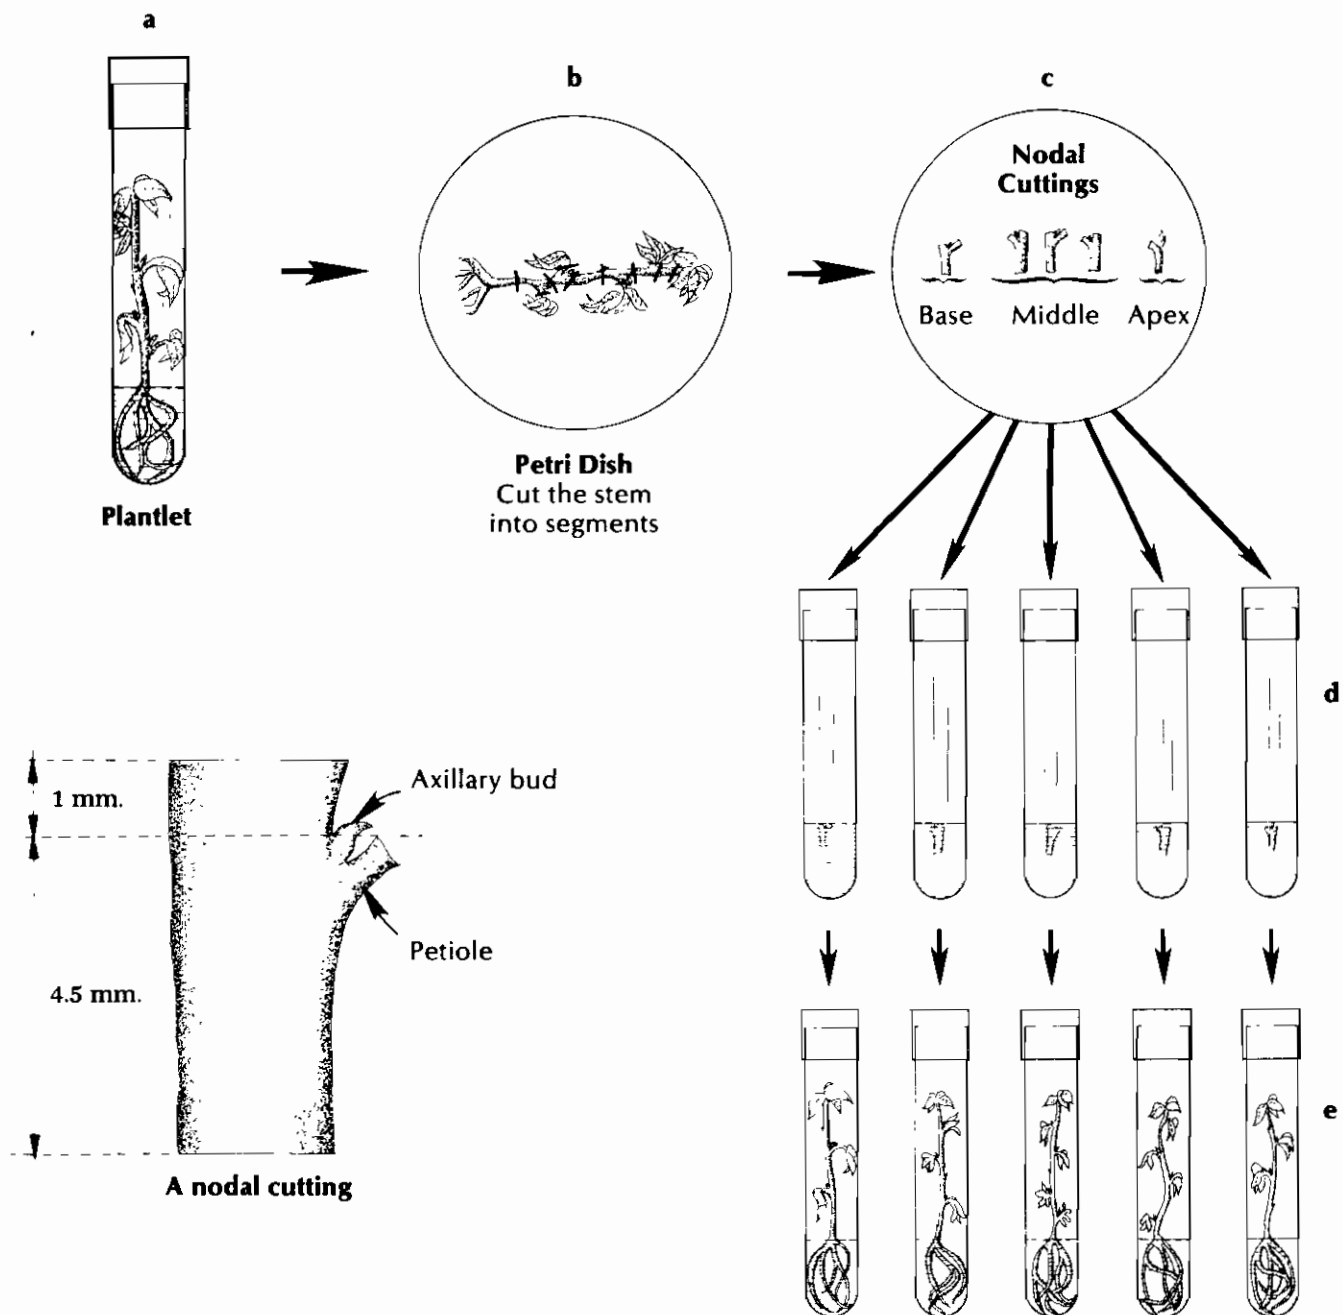 a
b
c
Nodal
Cuttings
Base
Middle
Apex
Petri Dish
Cut the stem
into segments
Plantlet
d
1 mm.
Axillary bud
Petiole
4.5 mm.
A nodal cutting
e